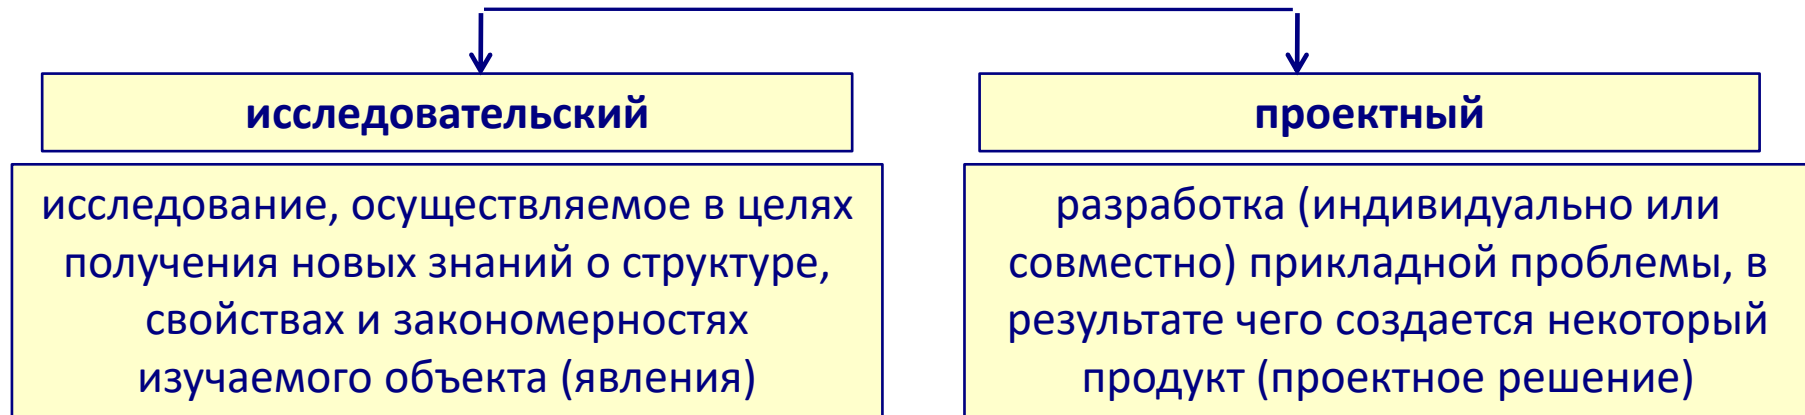 исследовательский
исследование, осуществляемое в целях
получения новых знаний о структуре,
свойствах и закономерностях
изучаемого объекта (явления)
проектный
разработка (индивидуально или
совместно) прикладной проблемы, в
результате чего создается некоторый
продукт (проектное решение)